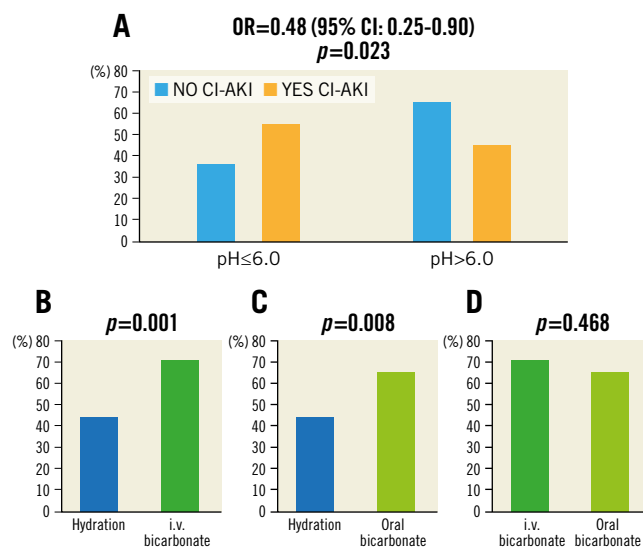 A
OR=0.48 (95% CI: 0.25-0.90)
p=0.023
(%) 80
70
60
50
40
30
20
10
0
NO CI-AKI YES CI-AKI
pH≤6.0 pH>6.0
B
p=0.001
(%) 80
70
60
50
40
30
20
10
0
Hydration i.v.
bicarbonate
C
p=0.008
(%) 80
70
60
50
40
30
20
10
0
Hydration Oral
bicarbonate
D
p=0.468
(%) 80
70
60
50
40
30
20
10
0
i.v. Oral
bicarbonate bicarbonate